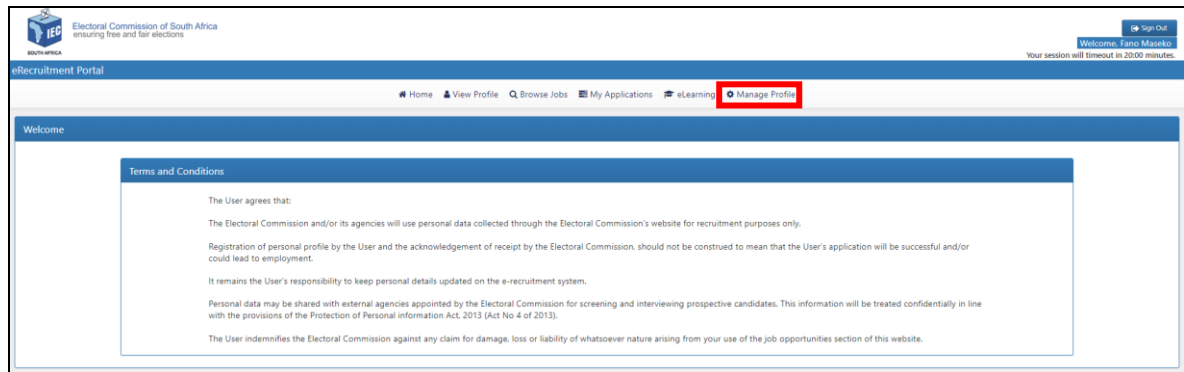 IEG
SOUTH AFRICA
Electoral Commission of South Africa
ensuring free and fair elections
Sign Out
Welcome, Fano Maseko
Your session will timeout in 20:00 minutes.
eRecruitment Portal
Home View Profile Browse Jobs My Applications eLearning Manage Profile
Welcome
Terms and Conditions
The User agrees that:
The Electoral Commission and/or its agencies will use personal data collected through the Electoral Commission's website for recruitment purposes only.
Registration of personal profile by the User and the acknowledgement of receipt by the Electoral Commission, should not be construed to mean that the User's application will be successful and/or
could lead to employment.
It remains the User's responsibility to keep personal details updated on the e-recruitment system.
Personal data may be shared with external agencies appointed by the Electoral Commission for screening and interviewing prospective candidates. This information will be treated confidentially in line
with the provisions of the Protection of Personal information Act, 2013 (Act No 4 of 2013).
The User indemnifies the Electoral Commission against any claim for damage, loss or liability of whatsoever nature arising from your use of the job opportunities section of this website.